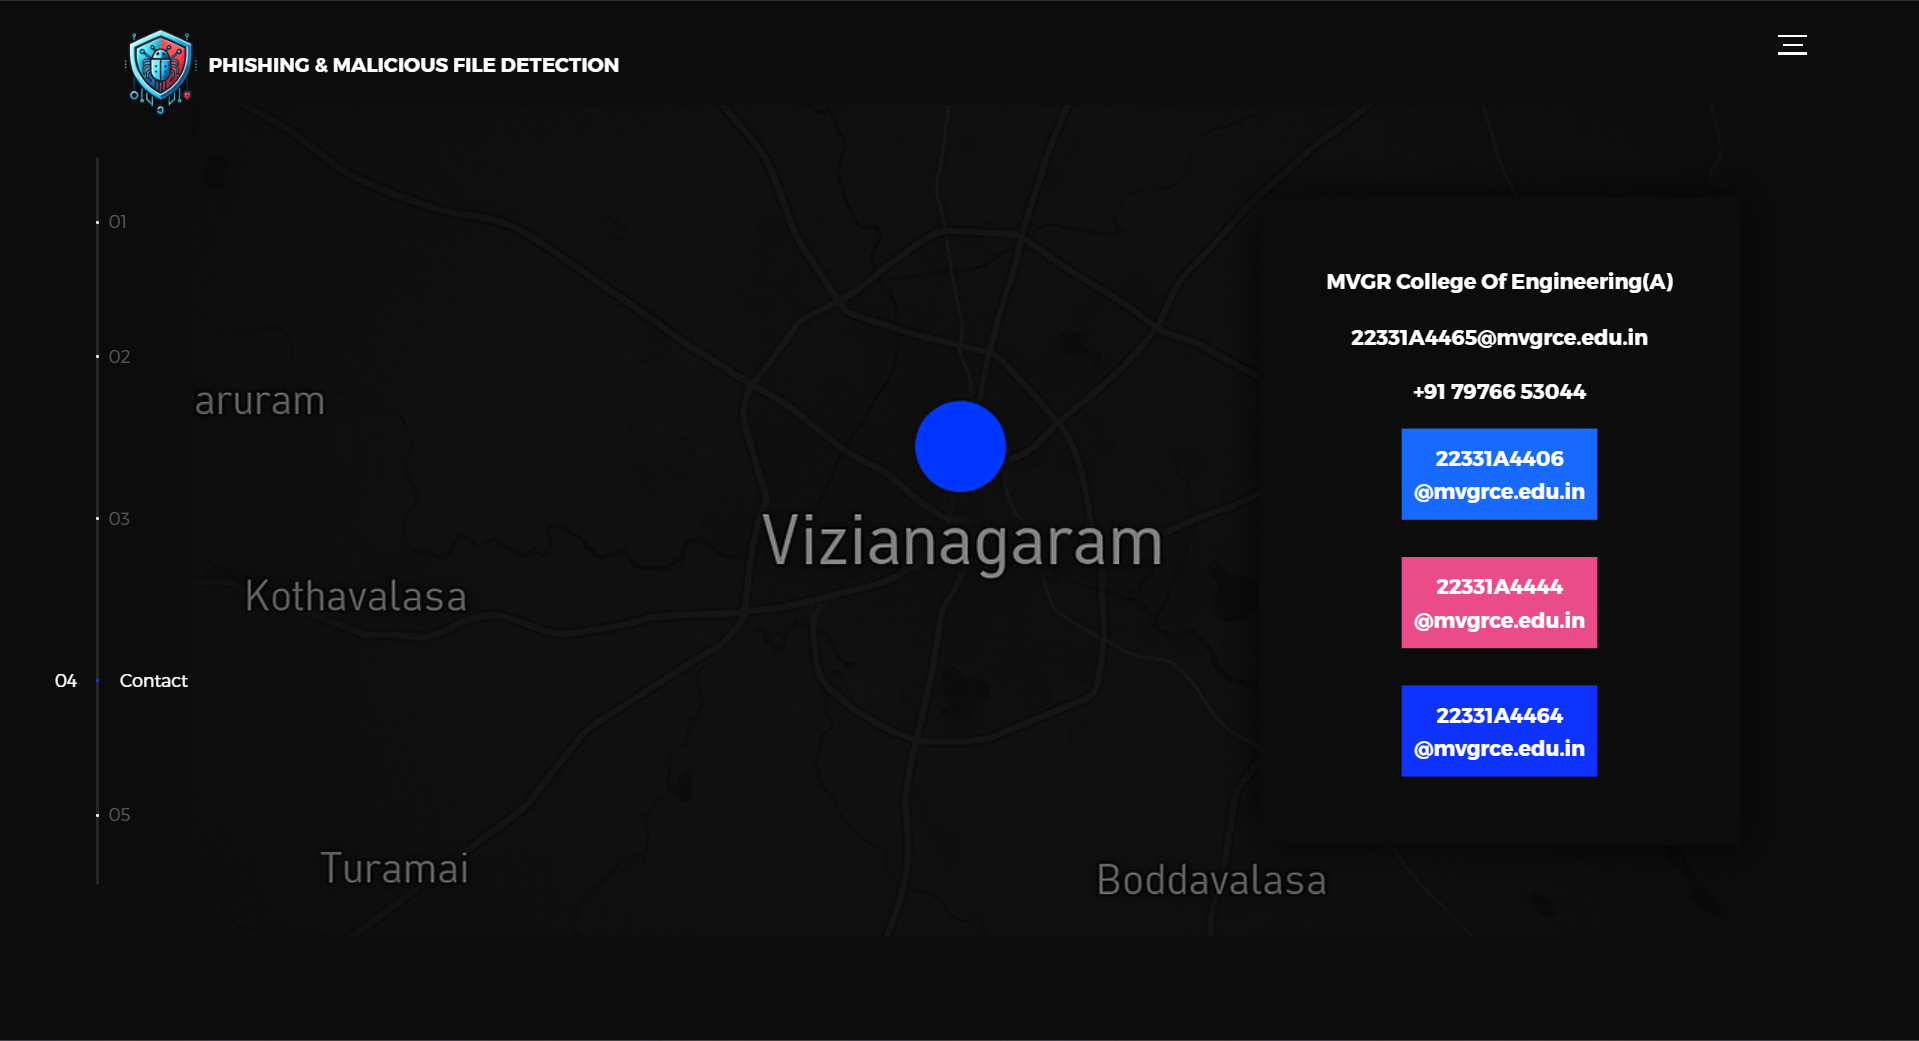 PHISHING & MALICIOUS FILE DETECTION
01
02
03
04 Contact
05
aruram
Vizianagaram
Kothavalasa
Turamai
Boddavalasa
MVGR College Of Engineering(A)
22331A4465@mvgrce.edu.in
+91 79766 53044
22331A4406
@mvgrce.edu.in
22331A4444
@mvgrce.edu.in
22331A4464
@mvgrce.edu.in